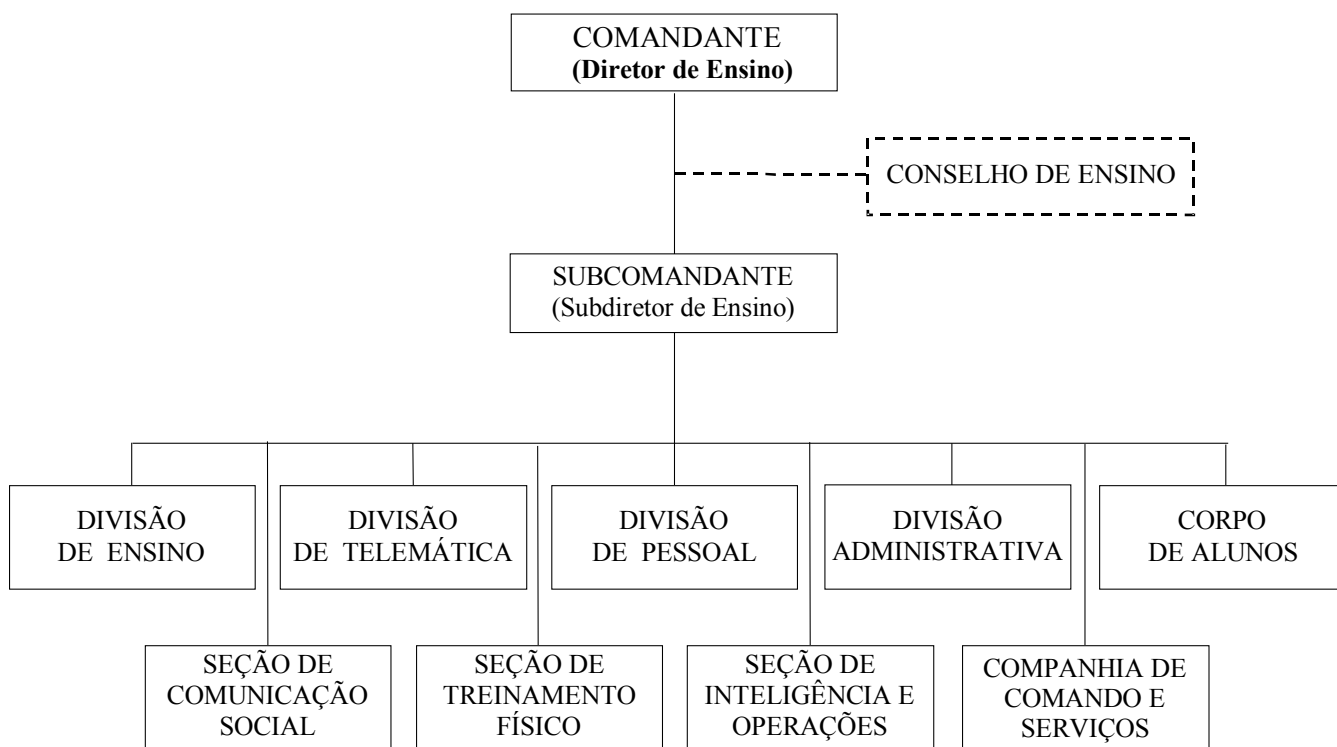 COMANDANTE
(Diretor de Ensino)
CONSELHO DE ENSINO
SUBCOMANDANTE
(Subdiretor de Ensino)
DIVISÃO
DE ENSINO
DIVISÃO
DE TELEMÁTICA
DIVISÃO
DE PESSOAL
DIVISÃO
ADMINISTRATIVA
CORPO
DE ALUNOS
SEÇÃO DE
COMUNICAÇÃO
SOCIAL
SEÇÃO DE
TREINAMENTO
FÍSICO
SEÇÃO DE
INTELIGÊNCIA E
OPERAÇÕES
COMPANHIA DE
COMANDO E
SERVIÇOS